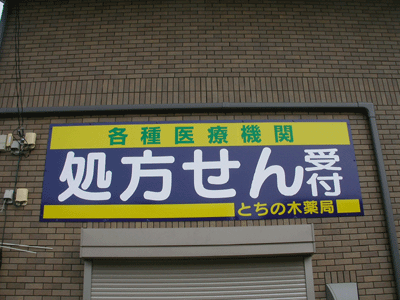 各種医療機関
処方せん受付
とちの木薬局